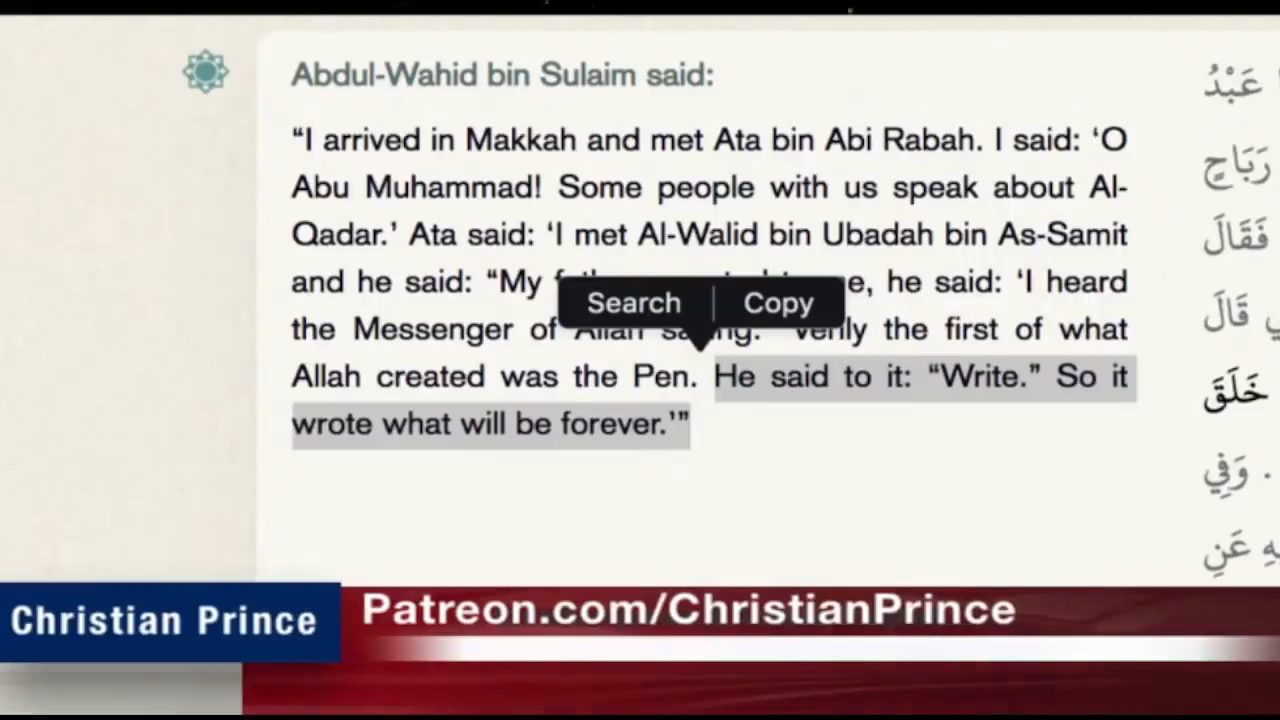 Abdul-Wahid bin Sulaim said:
“I arrived in Makkah and met Ata bin Abi Rabah. I said: ‘O
Abu Muhammad! Some people with us speak about Al-
Qadar.’ Ata said: ‘I met Al-Walid bin Ubadah bin As-Samit
and he said: “My he said: ‘I heard
Search Copy
the Messenger of Allah the first of what
Allah created was the Pen. He said to it: “Write.” So it
wrote what will be forever.’”
عَبْدُ
رَبَاحٍ
فَقَالَ
قَالَ
خَلَقَ
. وَفِي
عَنِ
Christian Prince
Patreon.com/ChristianPrince